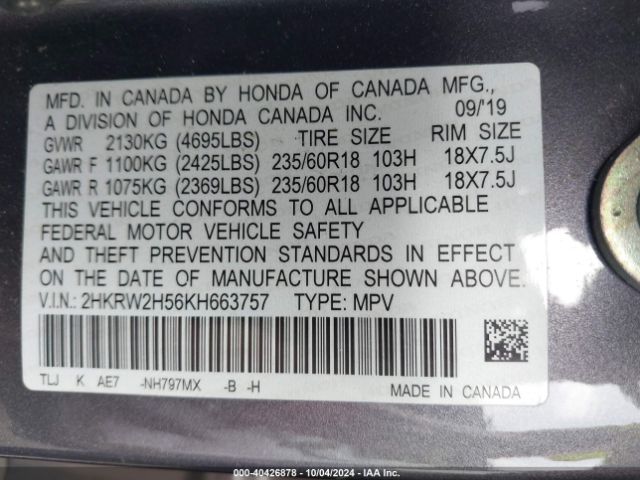 MFD. IN CANADA BY HONDA OF CANADA MFG.,
A DIVISION OF HONDA CANADA INC. 09/'19
GVWR 2130KG (4695LBS) TIRE SIZE RIM SIZE
GAWR F 1100KG (2425LBS) 235/60R18 103H 18X7.5J
GAWR R 1075KG (2369LBS) 235/60R18 103H 18X7.5J
THIS VEHICLE CONFORMS TO ALL APPLICABLE
FEDERAL MOTOR VEHICLE SAFETY
AND THEFT PREVENTION STANDARDS IN EFFECT
ON THE DATE OF MANUFACTURE SHOWN ABOVE.
V.I.N.: 2HKRW2H56KH663757 TYPE: MPV
TLJ K AE7 -NH797MX -B -H
MADE IN CANADA
000-40426878 - 10/04/2024 - IAA Inc.